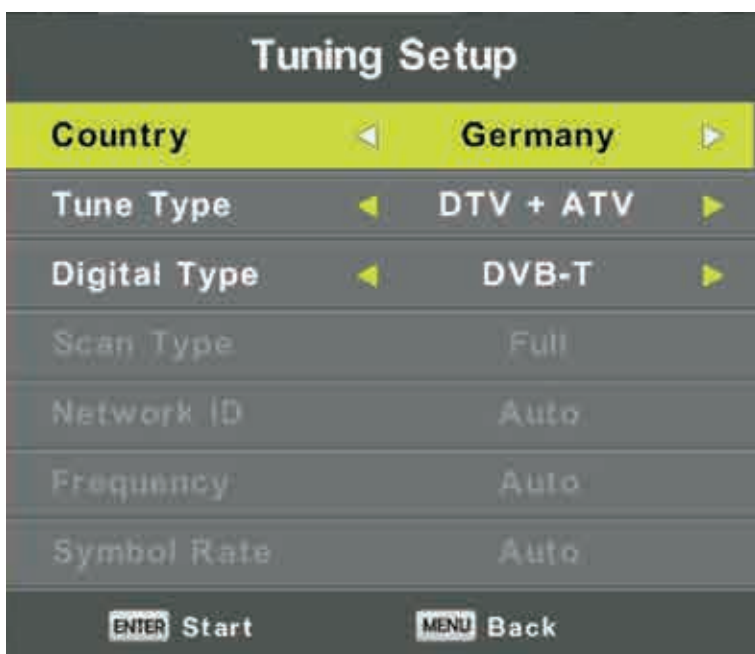 Tuning Setup
Country Germany
Tune Type DTV + ATV
Digital Type DVB-T
Scan Type Full
Network ID Auto
Frequency Auto
Symbol Rate Auto
ENTER Start MENU Back